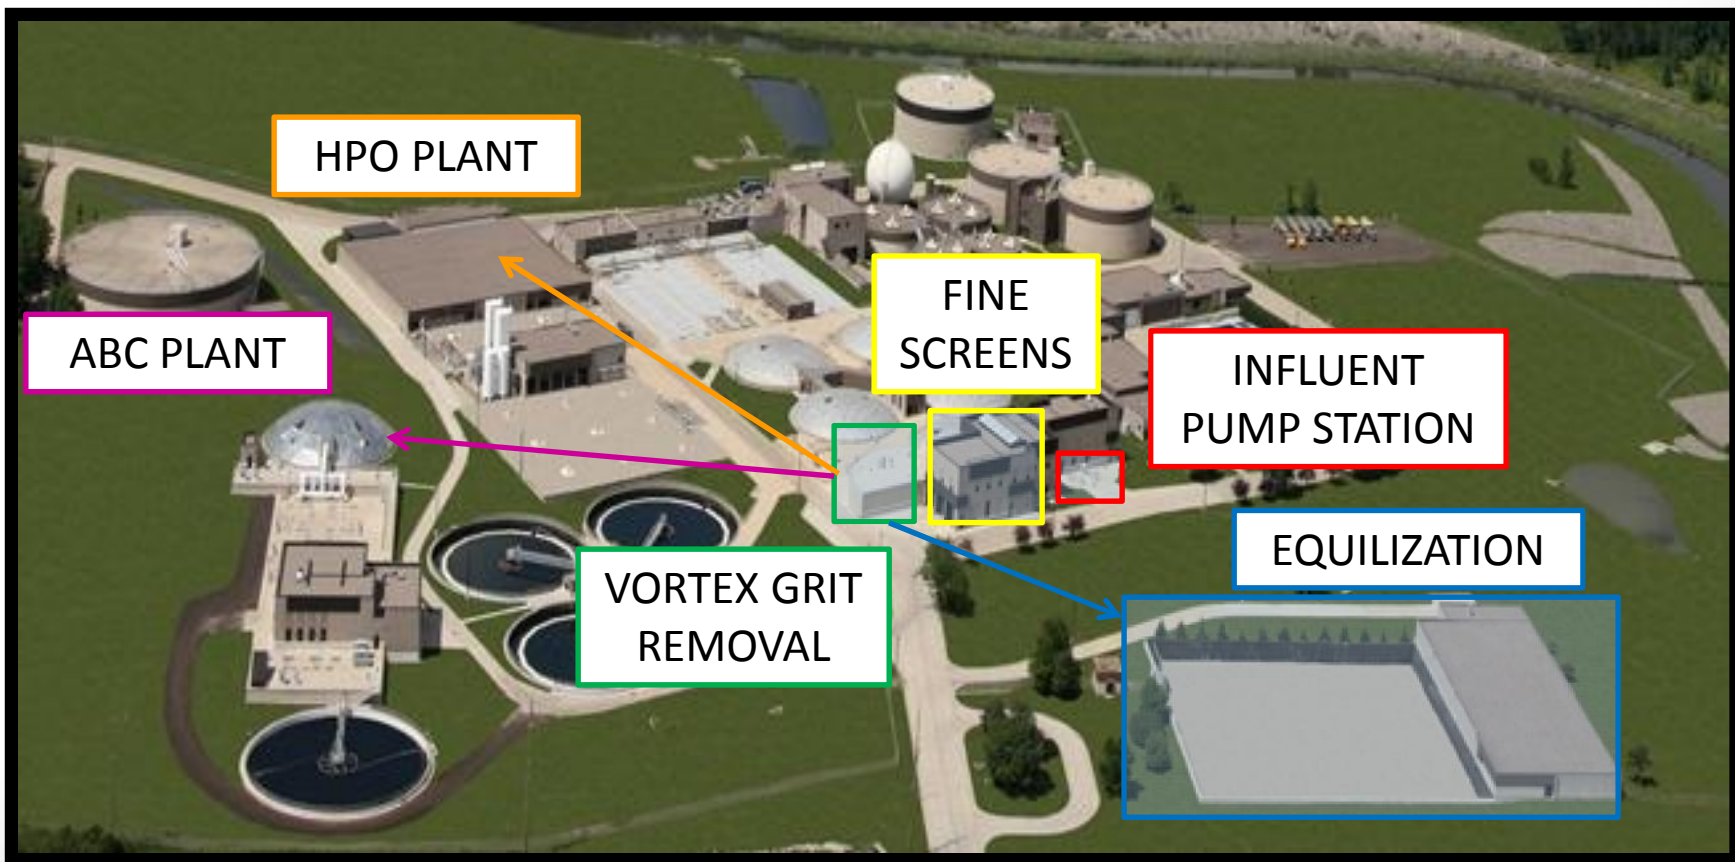 HPO PLANT
FINE
SCREENS
ABC PLANT
INFLUENT
PUMP STATION
EQUILIZATION
VORTEX GRIT
REMOVAL